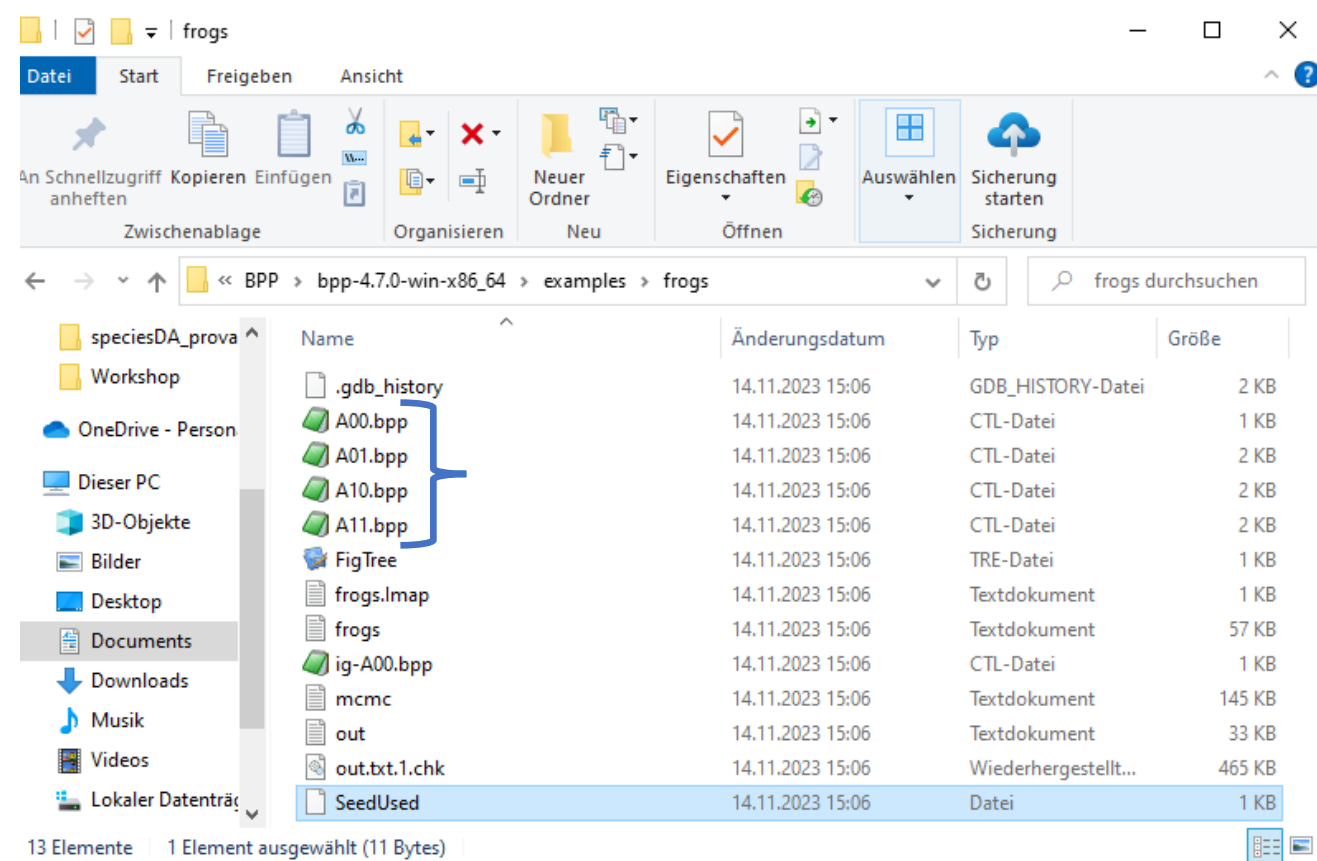 frogs
Datei Start Freigeben Ansicht
An Schnellzugriff anheften
Kopieren
Einfügen
Neuer Ordner
Eigenschaften
Auswählen
Sicherung starten
Zwischenablage Organisieren Neu Öffnen Sicherung
« BPP › bpp-4.7.0-win-x86_64 › examples › frogs
frogs durchsuchen
speciesDA_prova
Workshop
OneDrive - Person
Dieser PC
3D-Objekte
Bilder
Desktop
Documents
Downloads
Musik
Videos
Lokaler Datenträg
Name Änderungsdatum Typ Größe
.gdb_history 14.11.2023 15:06 GDB_HISTORY-Datei 2 KB
A00.bpp 14.11.2023 15:06 CTL-Datei 1 KB
A01.bpp 14.11.2023 15:06 CTL-Datei 2 KB
A10.bpp 14.11.2023 15:06 CTL-Datei 2 KB
A11.bpp 14.11.2023 15:06 CTL-Datei 2 KB
FigTree 14.11.2023 15:06 TRE-Datei 1 KB
frogs.Imap 14.11.2023 15:06 Textdokument 1 KB
frogs 14.11.2023 15:06 Textdokument 57 KB
ig-A00.bpp 14.11.2023 15:06 CTL-Datei 1 KB
mcmc 14.11.2023 15:06 Textdokument 145 KB
out 14.11.2023 15:06 Textdokument 33 KB
out.txt.1.chk 14.11.2023 15:06 Wiederhergestellt... 465 KB
SeedUsed 14.11.2023 15:06 Datei 1 KB
13 Elemente 1 Element ausgewählt (11 Bytes)